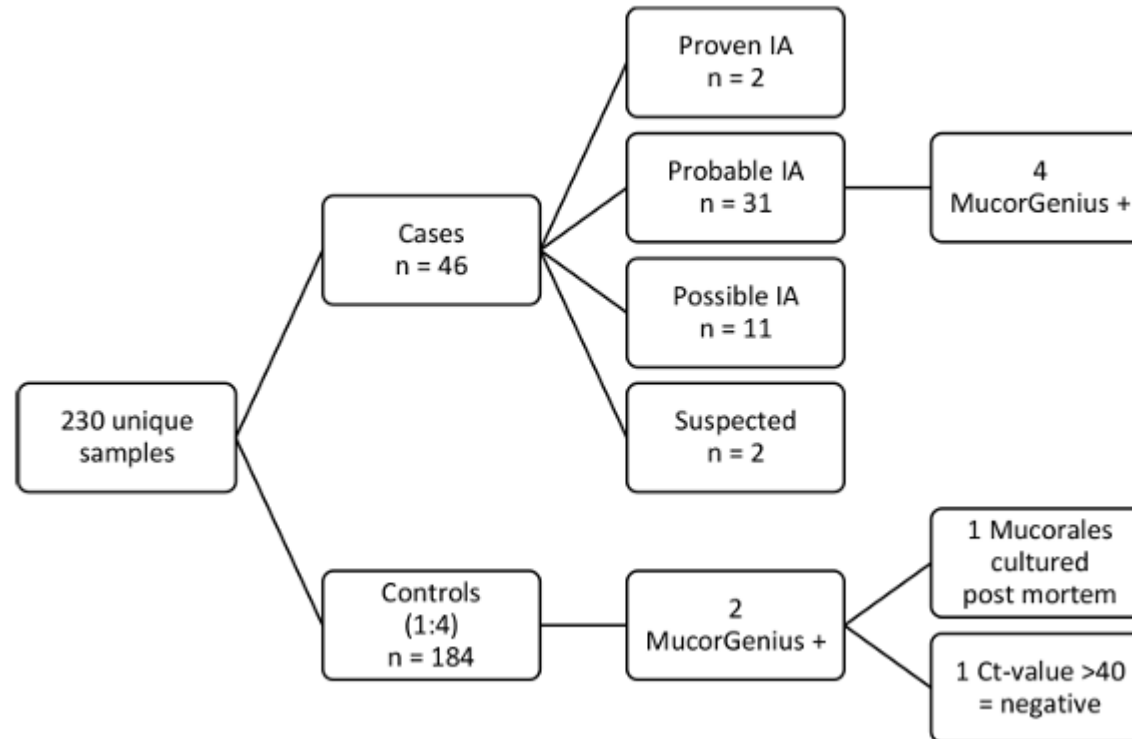 230 unique
samples
Cases
n = 46
Controls
(1:4)
n = 184
Proven IA
n = 2
Probable IA
n = 31
Possible IA
n = 11
Suspected
n = 2
2
MucorGenius +
4
MucorGenius +
1 Mucorales
cultured
post mortem
1 Ct-value >40
= negative